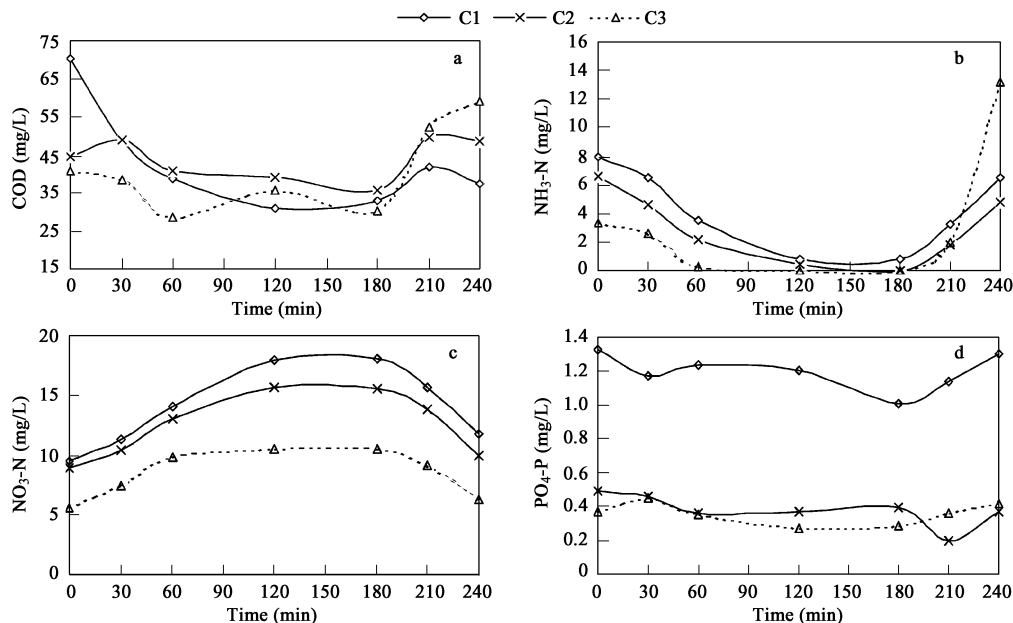 C1 C2 C3
a
75
65
55
45
35
25
15
COD (mg/L)
0 30 60 90 120 150 180 210 240
Time (min)
b
16
14
12
10
8
6
4
2
0
NH3-N (mg/L)
0 30 60 90 120 150 180 210 240
Time (min)
c
20
15
10
5
0
NO3-N (mg/L)
0 30 60 90 120 150 180 210 240
Time (min)
d
1.4
1.2
1.0
0.8
0.6
0.4
0.2
0
PO4-P (mg/L)
0 30 60 90 120 150 180 210 240
Time (min)